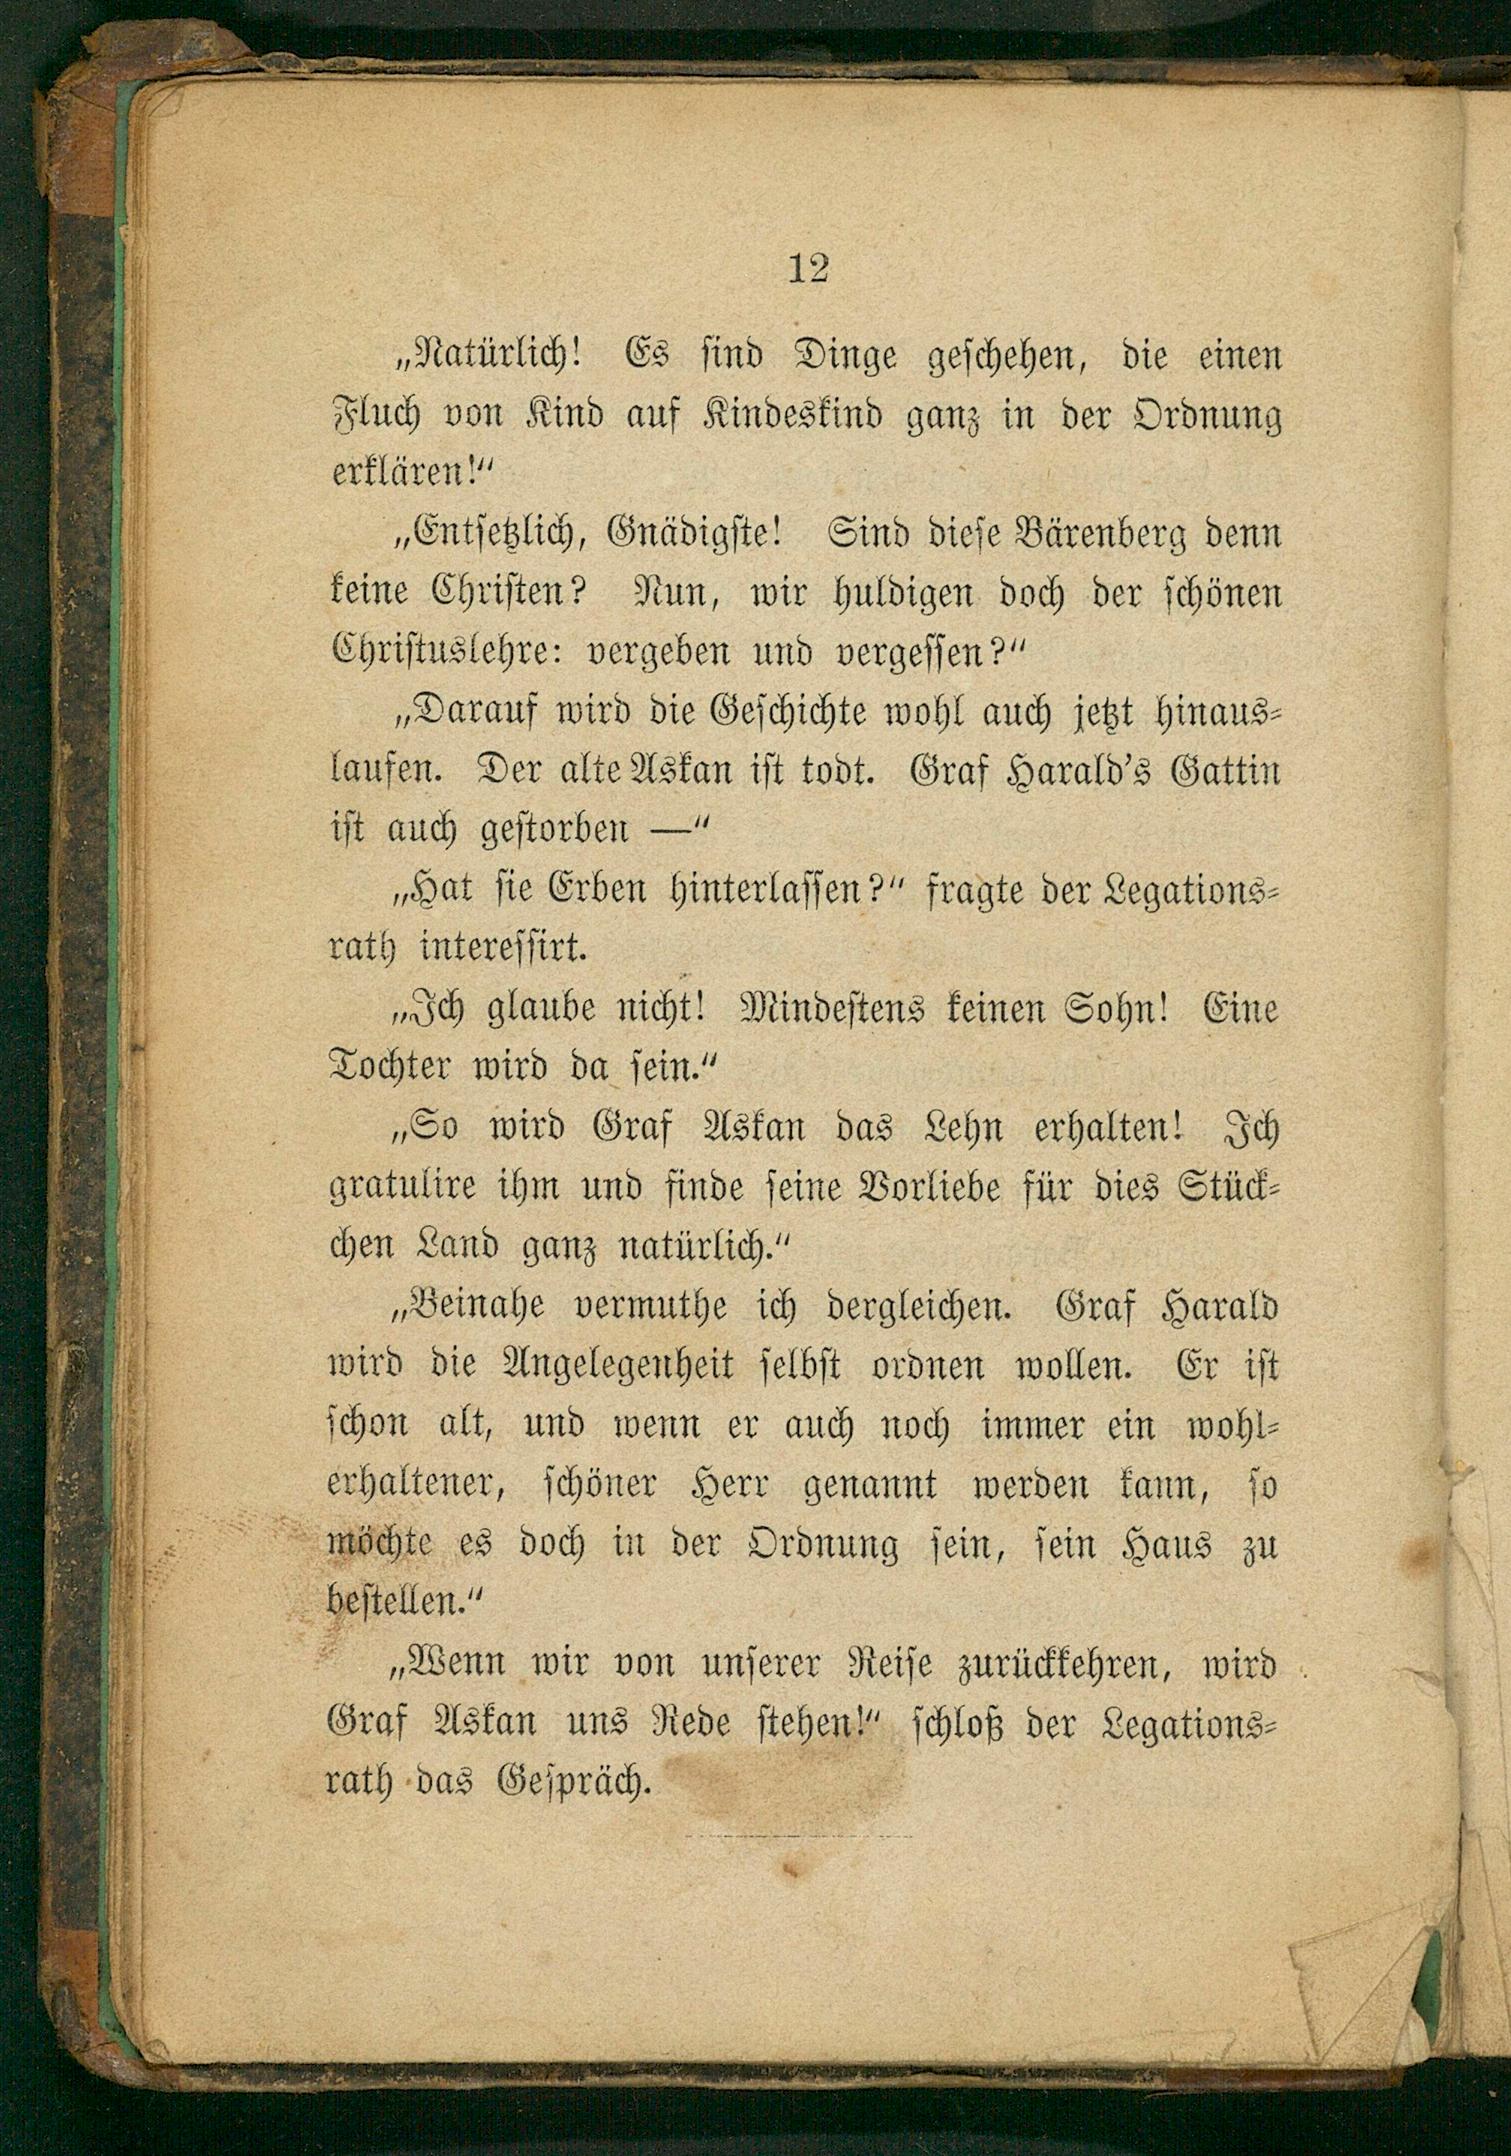 12
„Natürlich! Es sind Dinge geschehen, die einen
Fluch von Kind auf Kindeskind ganz in der Ordnung
erklären!“
„Entsetzlich, Gnädigste! Sind diese Bärenberg denn
keine Christen? Nun, wir huldigen doch der schönen
Christuslehre: vergeben und vergessen?“
„Darauf wird die Geschichte wohl auch jetzt hinaus-
laufen. Der alte Askan ist todt. Graf Harald's Gattin
ist auch gestorben —“
„Hat sie Erben hinterlassen?“ fragte der Legations-
rath interessirt.
„Ich glaube nicht! Mindestens keinen Sohn! Eine
Tochter wird da sein.“
„So wird Graf Askan das Lehn erhalten! Ich
gratulire ihm und finde seine Vorliebe für dies Stück-
chen Land ganz natürlich.“
„Beinahe vermuthe ich dergleichen. Graf Harald
wird die Angelegenheit selbst ordnen wollen. Er ist
schon alt, und wenn er auch noch immer ein wohl-
erhaltener, schöner Herr genannt werden kann, so
möchte es doch in der Ordnung sein, sein Haus zu
bestellen.“
„Wenn wir von unserer Reise zurückkehren, wird
Graf Askan uns Rede stehen!“ schloß der Legations-
rath das Gespräch.